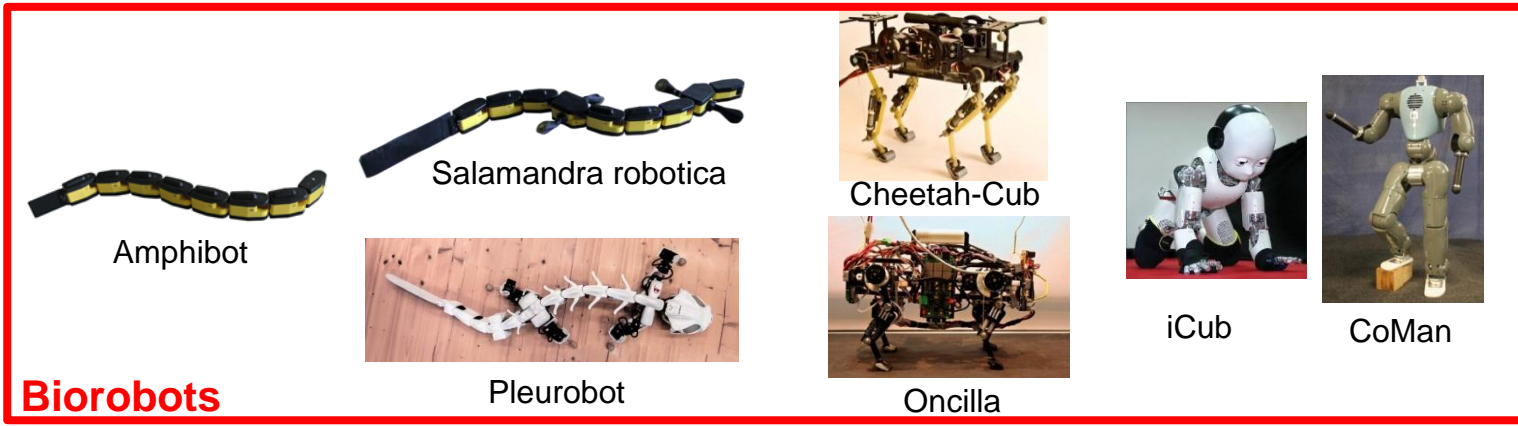 Amphibot
Salamandra robotica
Pleurobot
Cheetah-Cub
Oncilla
iCub
CoMan
Biorobots